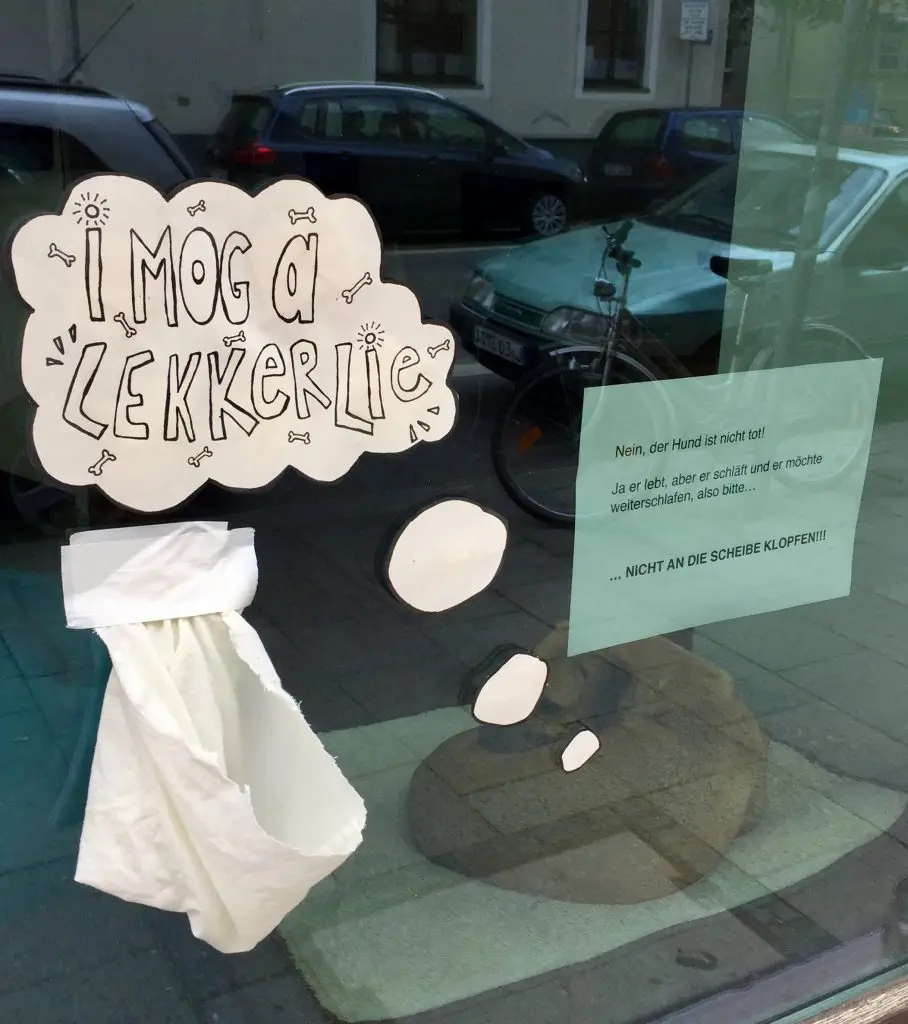 I MOG A
LEKKERLIE
Nein, der Hund ist nicht tot!
Ja er lebt, aber er schläft und er möchte
weiterschlafen, also bitte...
... NICHT AN DIE SCHEIBE KLOPFEN!!!